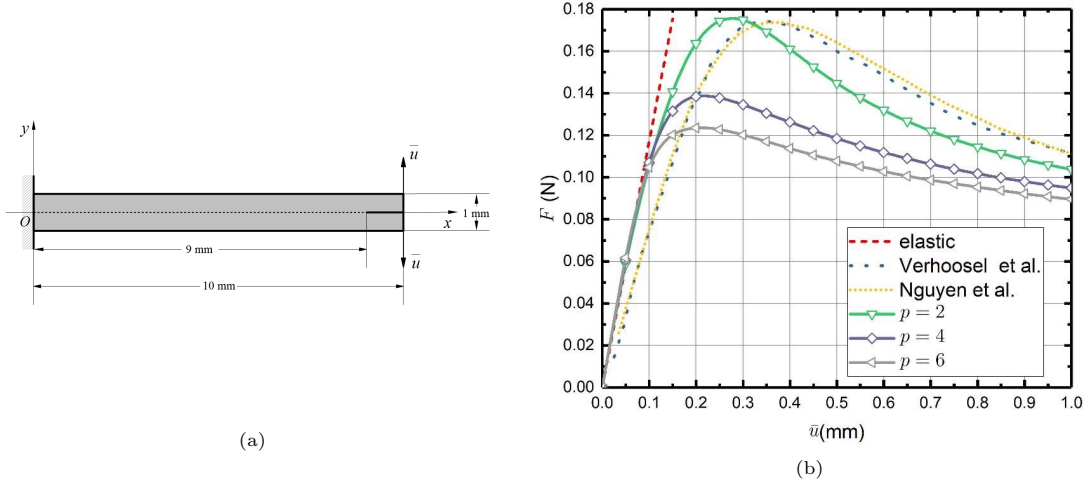 y
ū
O
x
1 mm
9 mm
ū
10 mm
(a)
0.18
0.16
0.14
0.12
0.10
0.08
0.06
0.04
0.02
0.00
F (N)
elastic
Verhoosel et al.
Nguyen et al.
p = 2
p = 4
p = 6
0.0 0.1 0.2 0.3 0.4 0.5 0.6 0.7 0.8 0.9 1.0
ū(mm)
(b)